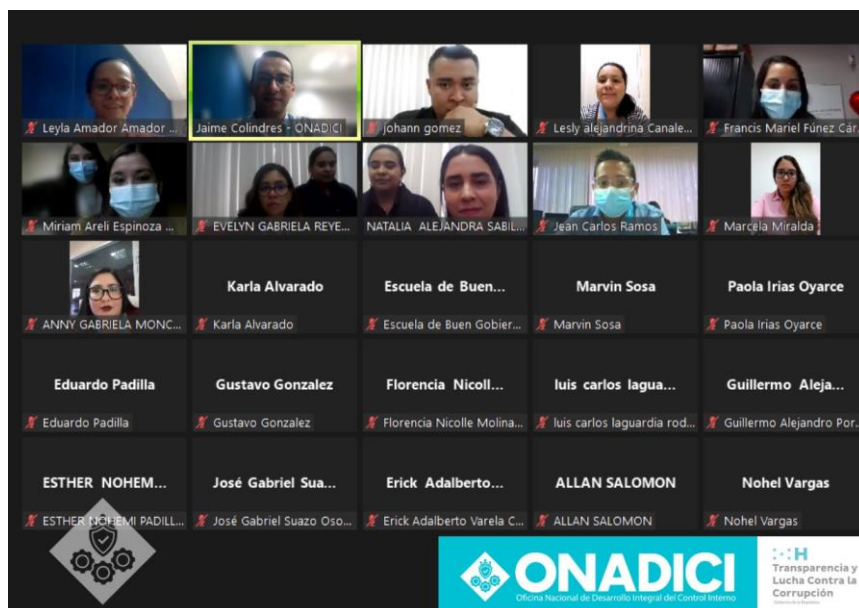 Leyla Amador Amador ...
Jaime Colindres - ONADICI
johann gomez
Lesly alejandrina Canale...
Francis Mariel Fúnez Cár.
Miriam Areli Espinoza ...
EVELYN GABRIELA REYE...
NATALIA ALEJANDRA SABIL...
Jean Carlos Ramos
Marcela Miralda
ANNY GABRIELA MONC...
Karla Alvarado
Karla Alvarado
Escuela de Buen...
Escuela de Buen Gobier...
Marvin Sosa
Marvin Sosa
Paola Irias Oyarce
Paola Irias Oyarce
Eduardo Padilla
Eduardo Padilla
Gustavo Gonzalez
Gustavo Gonzalez
Florencia Nicoll...
Florencia Nicolle Molina...
luis carlos lagua...
luis carlos laguardia rod...
Guillermo Aleja...
Guillermo Alejandro Por..
ESTHER NOHEM...
ESTHER NOHEMI PADILL...
José Gabriel Sua...
José Gabriel Suazo Oso...
Erick Adalberto...
Erick Adalberto Varela C...
ALLAN SALOMON
ALLAN SALOMON
Nohel Vargas
Nohel Vargas
ONADICI
Oficina Nacional de Desarrollo Integral del Control Interno
H
Transparencia y
Lucha Contra la
Corrupción